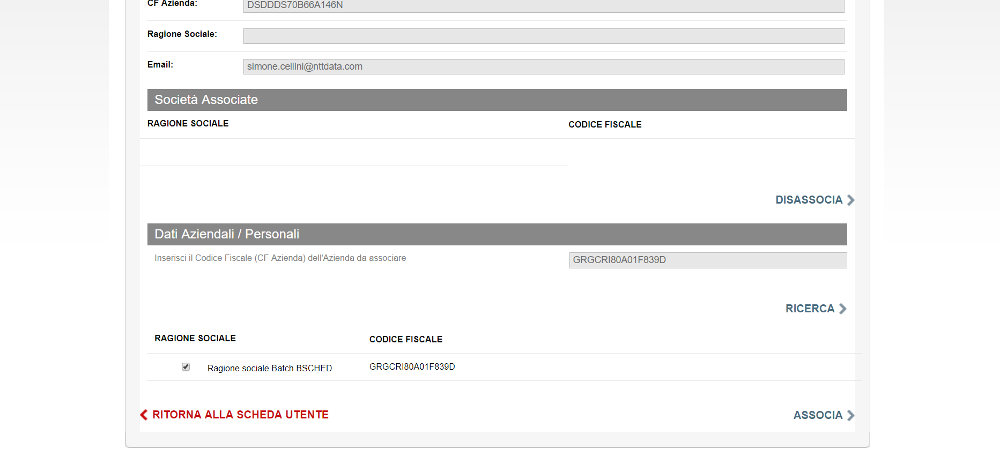 CF Azienda: DSDDDS70B66A146N
Ragione Sociale:
Email: simone.cellini@nttdata.com
Società Associate
RAGIONE SOCIALE CODICE FISCALE
DISASSOCIA
Dati Aziendali / Personali
Inserisci il Codice Fiscale (CF Azienda) dell'Azienda da associare GRGCRI80A01F839D
RICERCA
RAGIONE SOCIALE CODICE FISCALE
Ragione sociale Batch BSCHED GRGCRI80A01F839D
RITORNA ALLA SCHEDA UTENTE ASSOCIA